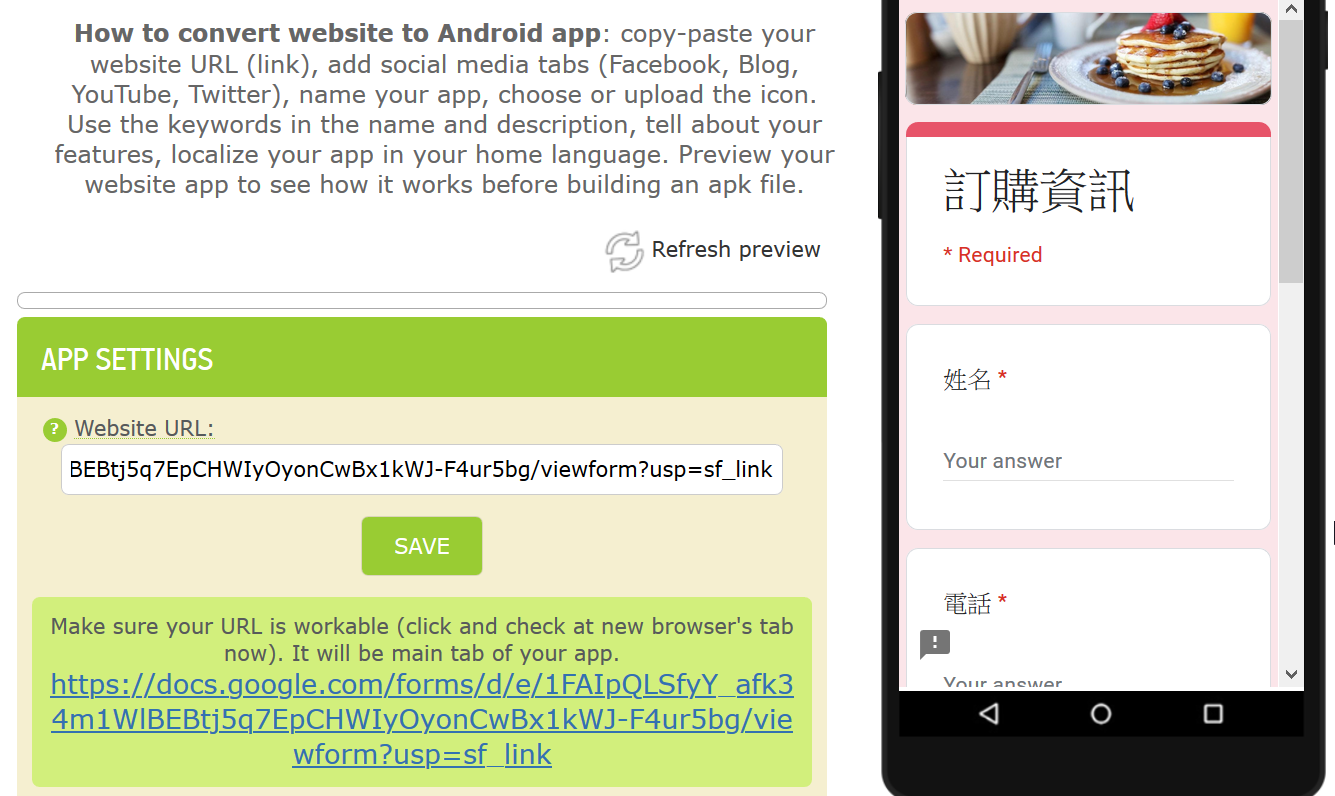 How to convert website to Android app: copy-paste your
website URL (link), add social media tabs (Facebook, Blog,
YouTube, Twitter), name your app, choose or upload the icon.
Use the keywords in the name and description, tell about your
features, localize your app in your home language. Preview your
website app to see how it works before building an apk file.
Refresh preview
APP SETTINGS
? Website URL:
BEBtj5q7EpCHWIyOyonCwBx1kWJ-F4ur5bg/viewform?usp=sf_link
SAVE
Make sure your URL is workable (click and check at new browser's tab
now). It will be main tab of your app.
https://docs.google.com/forms/d/e/1FAIpQLSfyY_afk3
4m1WlBEBtj5q7EpCHWIyOyonCwBx1kWJ-F4ur5bg/vie
wform?usp=sf_link
訂購資訊
* Required
姓名 *
Your answer
電話 *
Your answer